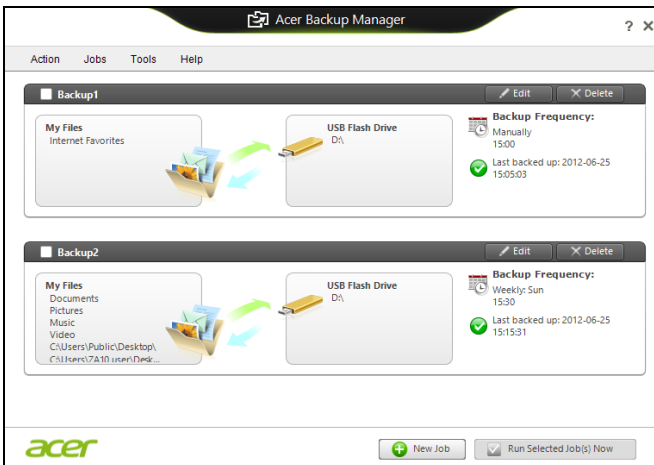 Acer Backup Manager
? X
Action Jobs Tools Help
Backup1
Edit
Delete
My Files
Internet Favorites
USB Flash Drive
D:\
Backup Frequency:
Manually
15:00
Last backed up: 2012-06-25
15:05:03
Backup2
Edit
Delete
My Files
Documents
Pictures
Music
Video
C:\Users\Public\Desktop\
C:\Users\ZA10 user\Desk...
USB Flash Drive
D:\
Backup Frequency:
Weekly: Sun
15:30
Last backed up: 2012-06-25
15:15:31
acer
New Job
Run Selected Job(s) Now